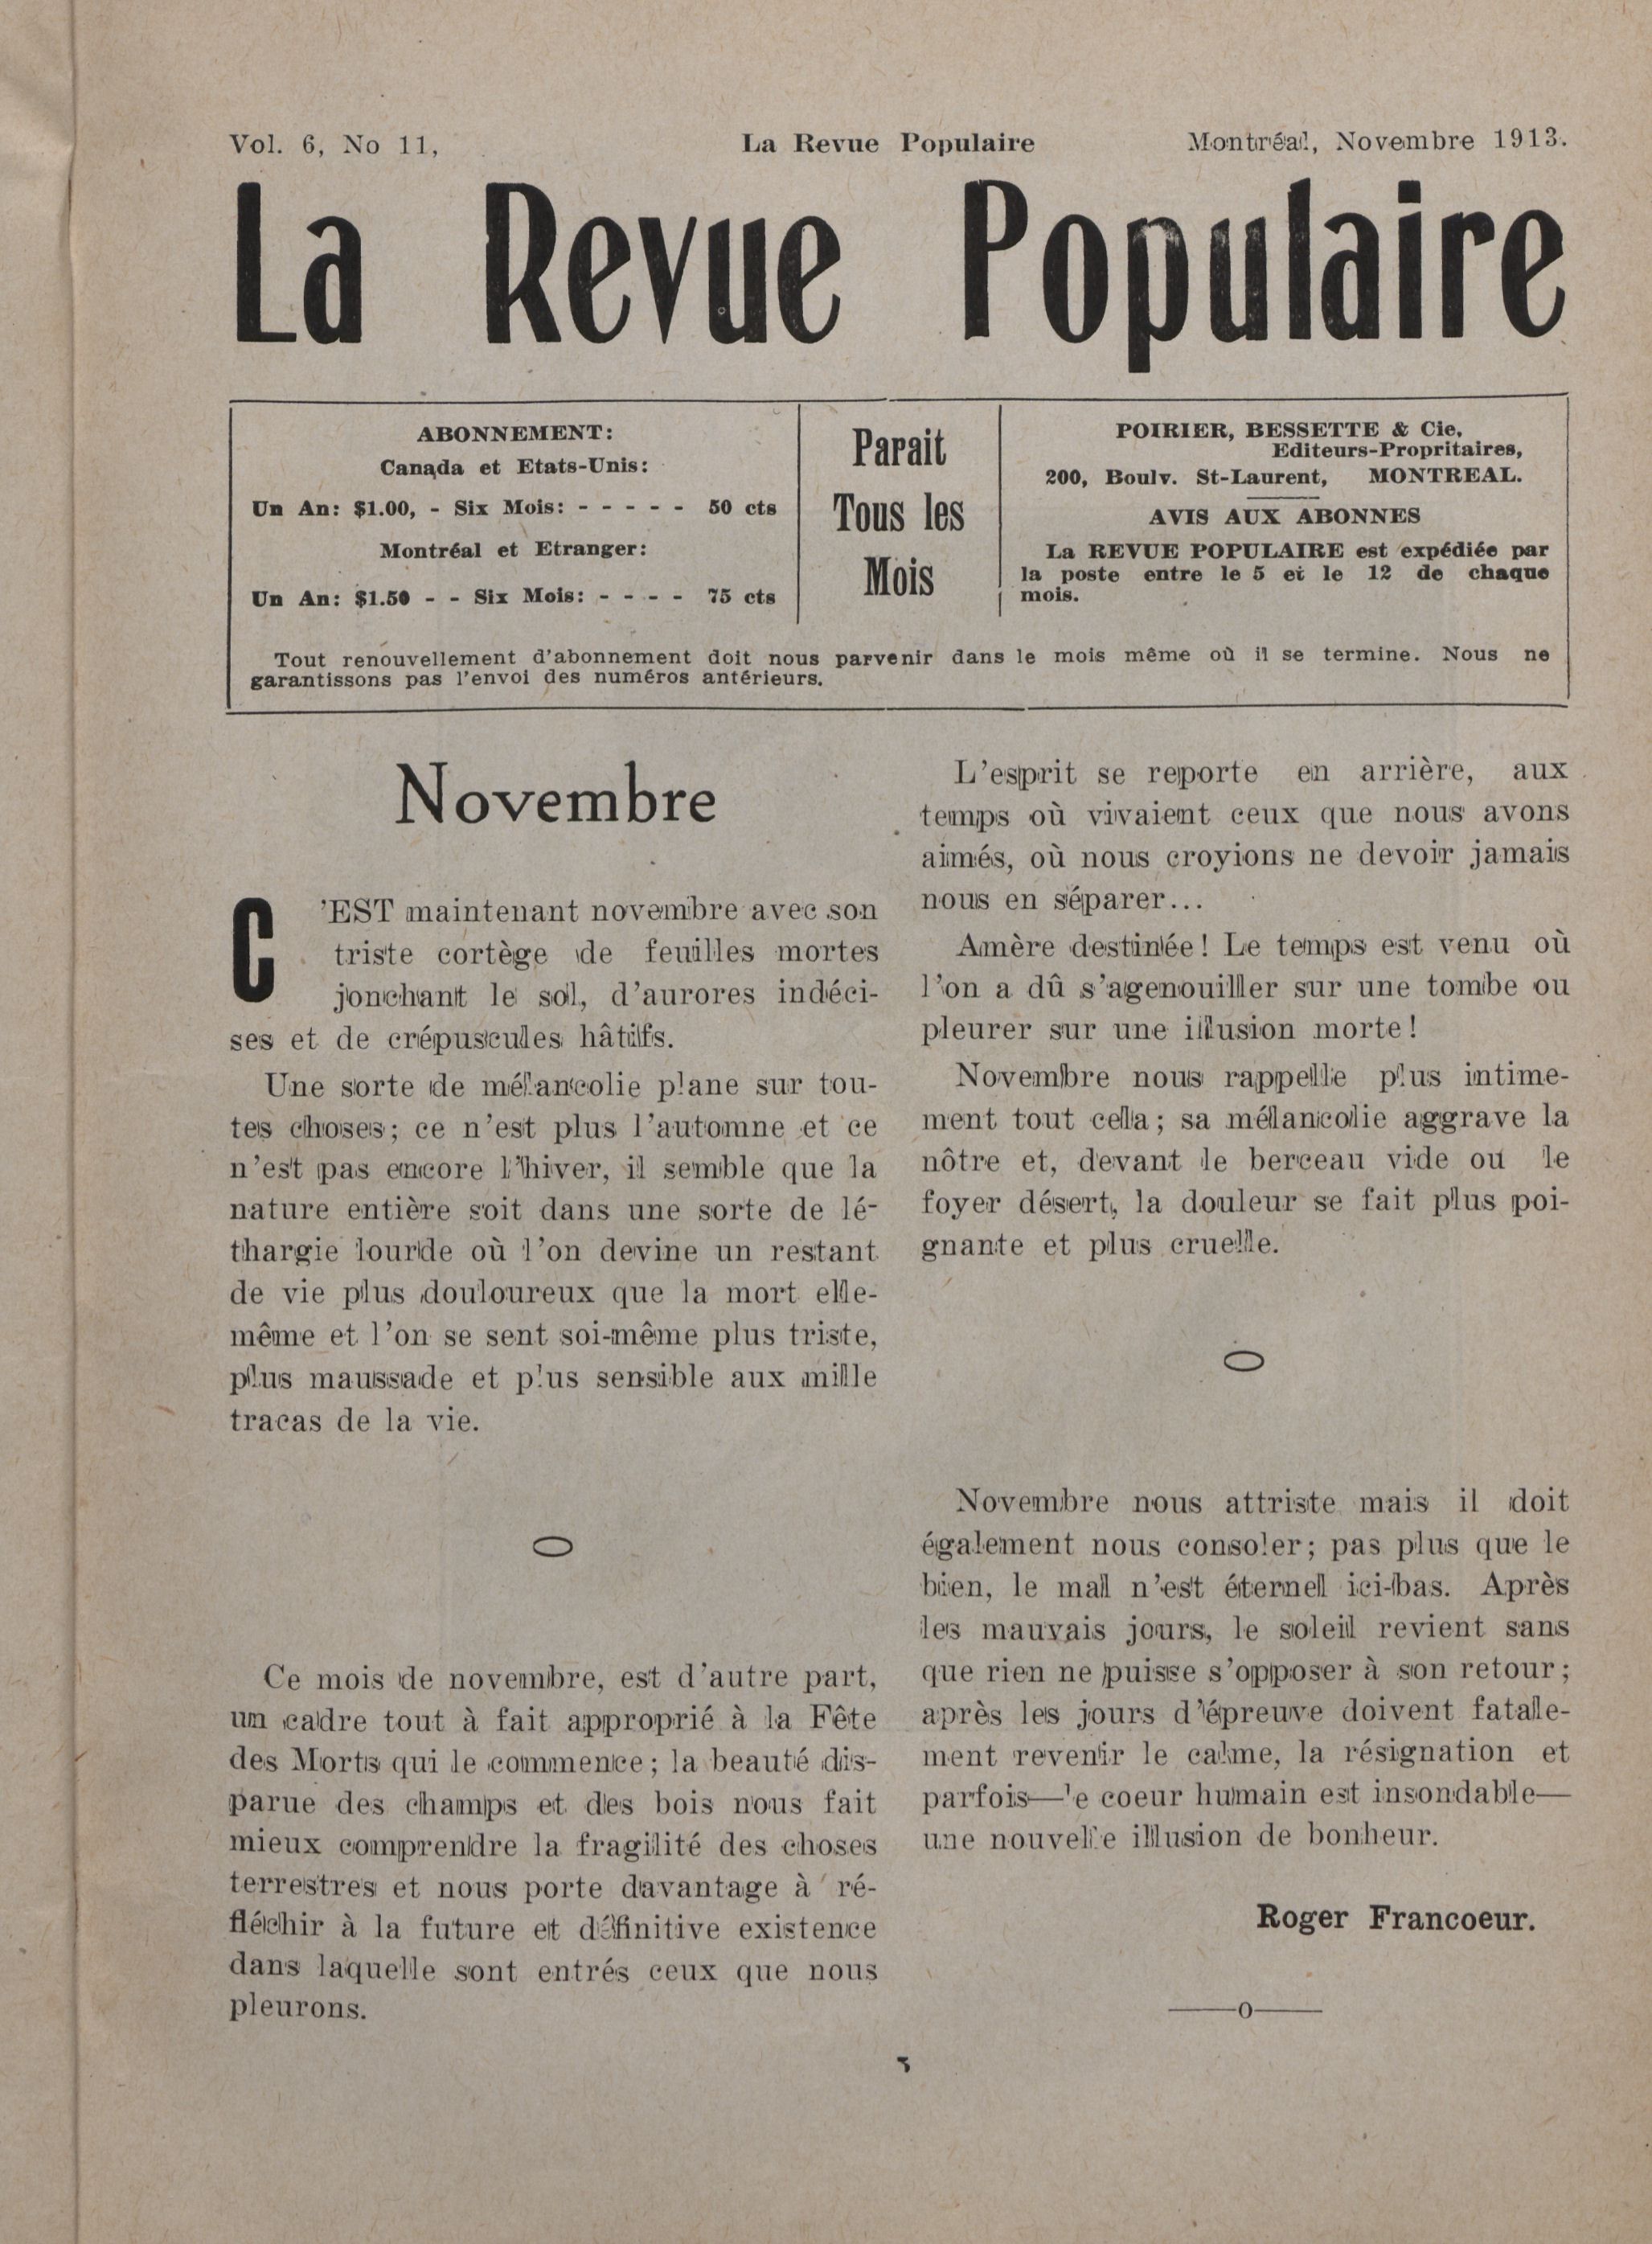 Vol. 6, No 11,
La Revue Populaire
Montréal, Novembre 1913.
La Revue Populaire
ABONNEMENT:
Canada et Etats-Unis:
Un An: $1.00, - Six Mois: - - - - - 50 cts
Montréal et Etranger:
Un An: $1.50 - - Six Mois: - - - - 75 cts
Parait
Tous les
Mois
POIRIER, BESSETTE & Cie,
Editeurs-Propritaires,
200, Boulv. St-Laurent, MONTREAL.
AVIS AUX ABONNES
La REVUE POPULAIRE est expédiée par
la poste entre le 5 et le 12 de chaque
mois.
Tout renouvellement d'abonnement doit nous parvenir dans le mois même où il se termine. Nous ne
garantissons pas l'envoi des numéros antérieurs.
Novembre
C'EST maintenant novembre avec son
triste cortège de feuilles mortes
jonchant le sol, d'aurores indéci-
ses et de crépuscules hâtifs.
Une sorte de mélancolie plane sur tou-
tes choses; ce n'est plus l'automne et ce
n'est pas encore l'hiver, il semble que la
nature entière soit dans une sorte de lé-
thargie lourde où l'on devine un restant
de vie plus douloureux que la mort elle-
même et l'on se sent soi-même plus triste,
plus maussade et plus sensible aux mille
tracas de la vie.
0
Ce mois de novembre, est d'autre part,
un cadre tout à fait approprié à la Fête
des Morts qui le commence; la beauté dis-
parue des champs et des bois nous fait
mieux comprendre la fragilité des choses
terrestres et nous porte davantage à ré-
fléchir à la future et définitive existence
dans laquelle sont entrés ceux que nous
pleurons.
L'esprit se reporte en arrière, aux
temps où vivaient ceux que nous avons
aimés, où nous croyions ne devoir jamais
nous en séparer...
Amère destinée! Le temps est venu où
l'on a dû s'agenouiller sur une tombe ou
pleurer sur une illusion morte!
Novembre nous rappelle plus intime-
ment tout cela; sa mélancolie aggrave la
nôtre et, devant le berceau vide ou le
foyer désert, la douleur se fait plus poi-
gnante et plus cruelle.
0
Novembre nous attriste mais il doit
également nous consoler; pas plus que le
bien, le mal n'est éternel ici-bas. Après
les mauvais jours, le soleil revient sans
que rien ne puisse s'opposer à son retour;
après les jours d'épreuve doivent fatale-
ment revenir le calme, la résignation et
parfois—le coeur humain est insondable—
une nouvelle illusion de bonheur.
Roger Francoeur.
——o——